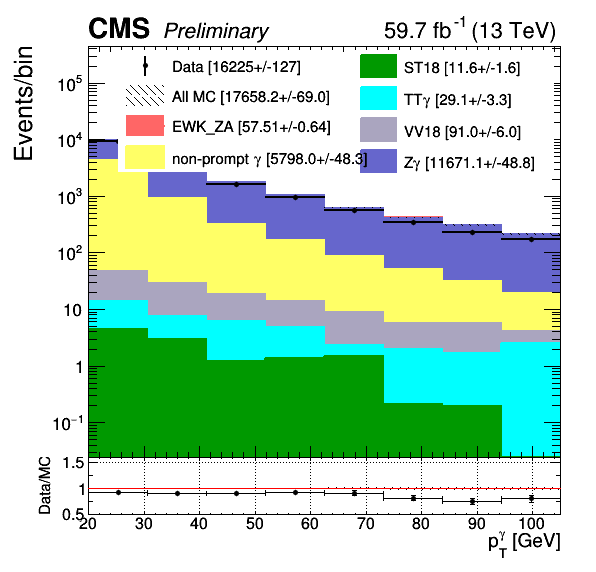 CMS Preliminary 59.7 fb⁻¹ (13 TeV)
Events/bin
Data [16225+/-127]
All MC [17658.2+/-69.0]
EWK_ZA [57.51+/-0.64]
non-prompt γ [5798.0+/-48.3]
ST18 [11.6+/-1.6]
TTγ [29.1+/-3.3]
VV18 [91.0+/-6.0]
Zγ [11671.1+/-48.8]
10⁵
10⁴
10³
10²
10
1
10⁻¹
Data/MC
1.5
1
0.5
20 30 40 50 60 70 80 90 100
p_T^γ [GeV]